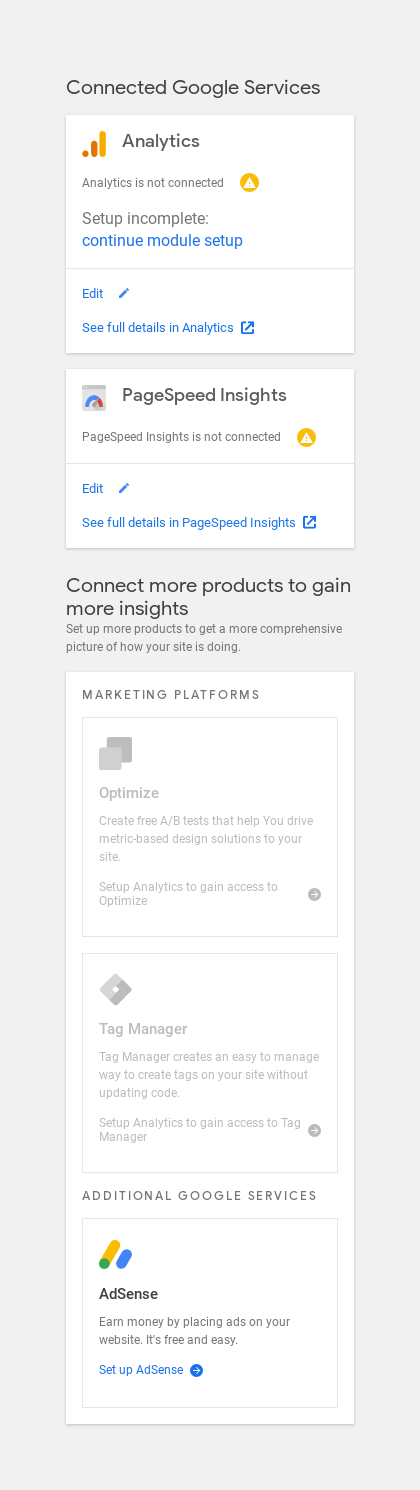 Connected Google Services
Analytics
Analytics is not connected
Setup incomplete:
continue module setup
Edit
See full details in Analytics
PageSpeed Insights
PageSpeed Insights is not connected
Edit
See full details in PageSpeed Insights
Connect more products to gain
more insights
Set up more products to get a more comprehensive
picture of how your site is doing.
MARKETING PLATFORMS
Optimize
Create free A/B tests that help You drive
metric-based design solutions to your
site.
Setup Analytics to gain access to
Optimize
Tag Manager
Tag Manager creates an easy to manage
way to create tags on your site without
updating code.
Setup Analytics to gain access to Tag
Manager
ADDITIONAL GOOGLE SERVICES
AdSense
Earn money by placing ads on your
website. It's free and easy.
Set up AdSense